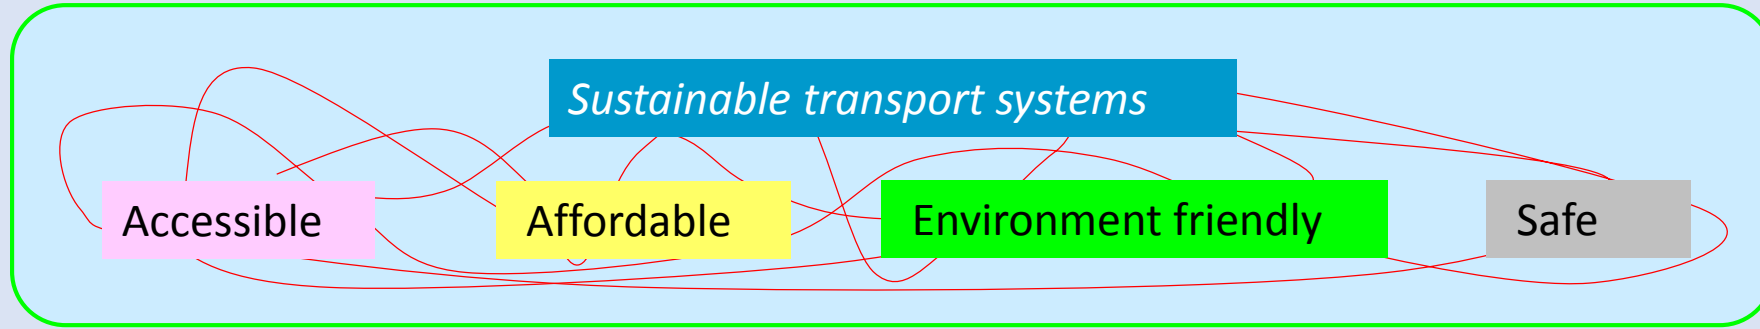 Sustainable transport systems
Accessible
Affordable
Environment friendly
Safe